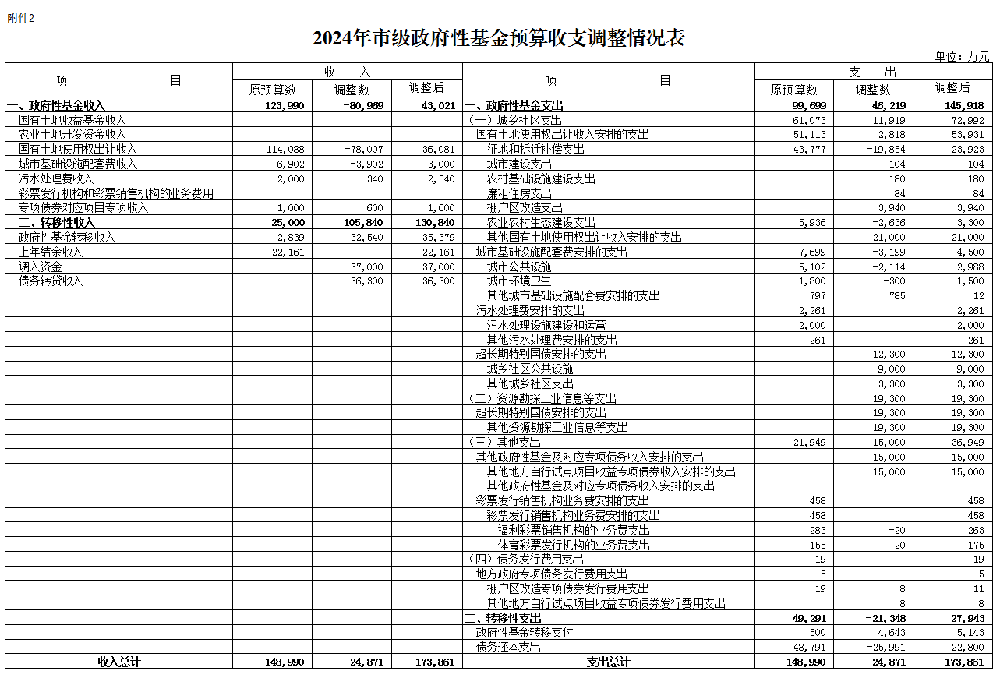 附件2
2024年市级政府性基金预算收支调整情况表
单位：万元
项 目 收 入 项 目 支 出
原预算数 调整数 调整后 原预算数 调整数 调整后
一、政府性基金收入 123,990 -80,969 43,021 一、政府性基金支出 99,699 46,219 145,918
国有土地收益基金收入 （一）城乡社区支出 61,073 11,919 72,992
农业土地开发资金收入 国有土地使用权出让收入安排的支出 51,113 2,818 53,931
国有土地使用权出让收入 114,088 -78,007 36,081 征地和拆迁补偿支出 43,777 -19,854 23,923
城市基础设施配套费收入 6,902 -3,902 3,000 城市建设支出 104 104
污水处理费收入 2,000 340 2,340 农村基础设施建设支出 180 180
彩票发行机构和彩票销售机构的业务费用 廉租住房支出 84 84
专项债券对应项目专项收入 1,000 600 1,600 棚户区改造支出 3,940 3,940
二、转移性收入 25,000 105,840 130,840 农业农村生态建设支出 5,936 -2,636 3,300
政府性基金转移收入 2,839 32,540 35,379 其他国有土地使用权出让收入安排的支出 21,000 21,000
上年结余收入 22,161 22,161 城市基础设施配套费安排的支出 7,699 -3,199 4,500
调入资金 37,000 37,000 城市公共设施 5,102 -2,114 2,988
债务转贷收入 36,300 36,300 城市环境卫生 1,800 -300 1,500
其他城市基础设施配套费安排的支出 797 -785 12
污水处理费安排的支出 2,261 2,261
污水处理设施建设和运营 2,000 2,000
其他污水处理费安排的支出 261 261
超长期特别国债安排的支出 12,300 12,300
城乡社区公共设施 9,000 9,000
其他城乡社区支出 3,300 3,300
（二）资源勘探工业信息等支出 19,300 19,300
超长期特别国债安排的支出 19,300 19,300
其他资源勘探工业信息等支出 19,300 19,300
（三）其他支出 21,949 15,000 36,949
其他政府性基金及对应专项债务收入安排的支出 15,000 15,000
其他地方自行试点项目收益专项债券收入安排的支出 15,000 15,000
其他政府性基金及对应专项债务收入安排的支出
彩票发行销售机构业务费安排的支出 458 458
彩票发行销售机构业务费安排的支出 458 458
福利彩票销售机构的业务费支出 283 -20 263
体育彩票发行机构的业务费支出 155 20 175
（四）债务发行费用支出 19 19
地方政府专项债务发行费用支出 5 5
棚户区改造专项债券发行费用支出 19 -8 11
其他地方自行试点项目收益专项债券发行费用支出 8 8
二、转移性支出 49,291 -21,348 27,943
政府性基金转移支付 500 4,643 5,143
债务还本支出 48,791 -25,991 22,800
收入总计 148,990 24,871 173,861 支出总计 148,990 24,871 173,861